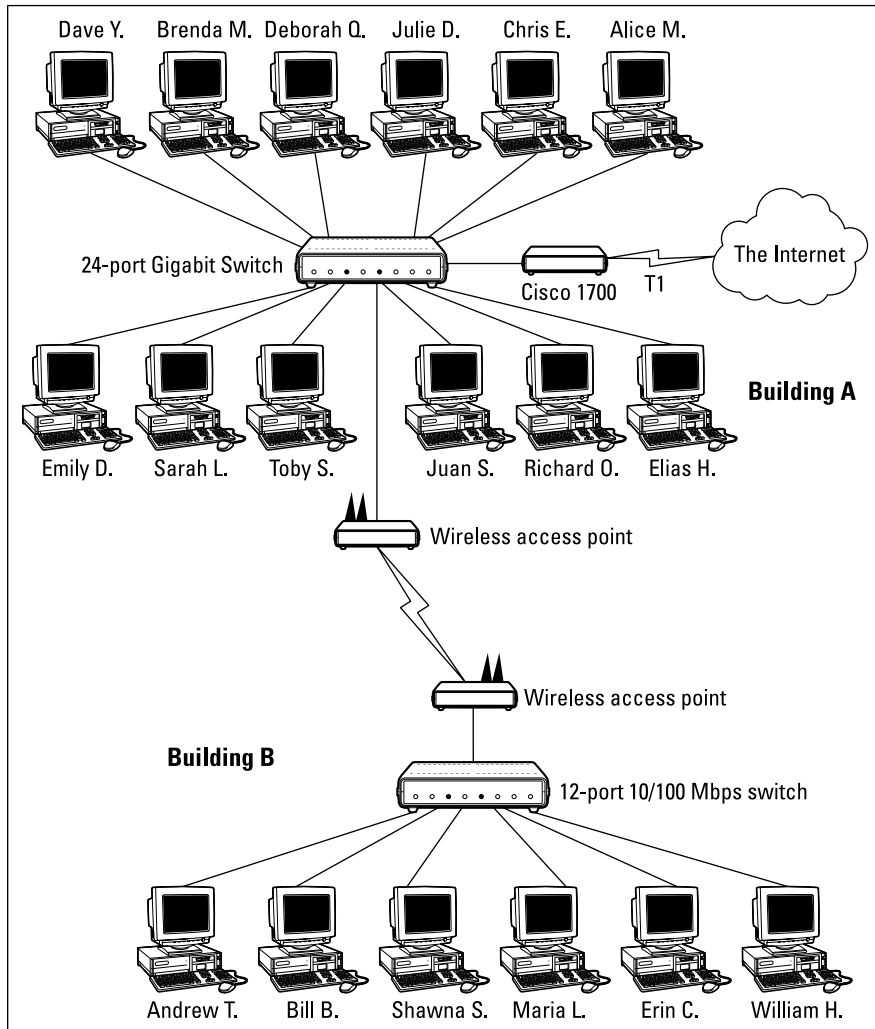 Dave Y. Brenda M. Deborah Q. Julie D. Chris E. Alice M.
24-port Gigabit Switch
The Internet
Cisco 1700
T1
Building A
Emily D. Sarah L. Toby S. Juan S. Richard O. Elias H.
Wireless access point
Wireless access point
Building B
12-port 10/100 Mbps switch
Andrew T. Bill B. Shawna S. Maria L. Erin C. William H.